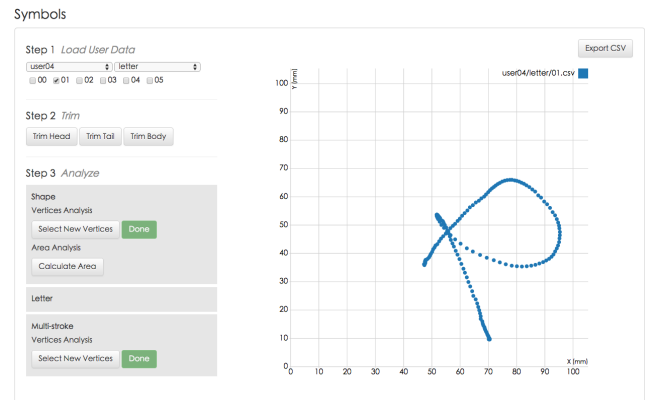 Symbols
Export CSV
Step 1 Load User Data
user04 letter
00 01 02 03 04 05
Step 2 Trim
Trim Head Trim Tail Trim Body
Step 3 Analyze
Shape
Vertices Analysis
Select New Vertices Done
Area Analysis
Calculate Area
Letter
Multi-stroke
Vertices Analysis
Select New Vertices Done
user04/letter/01.csv
Y (mm)
100
90
80
70
60
50
40
30
20
10
0
X (mm)
0 10 20 30 40 50 60 70 80 90 100